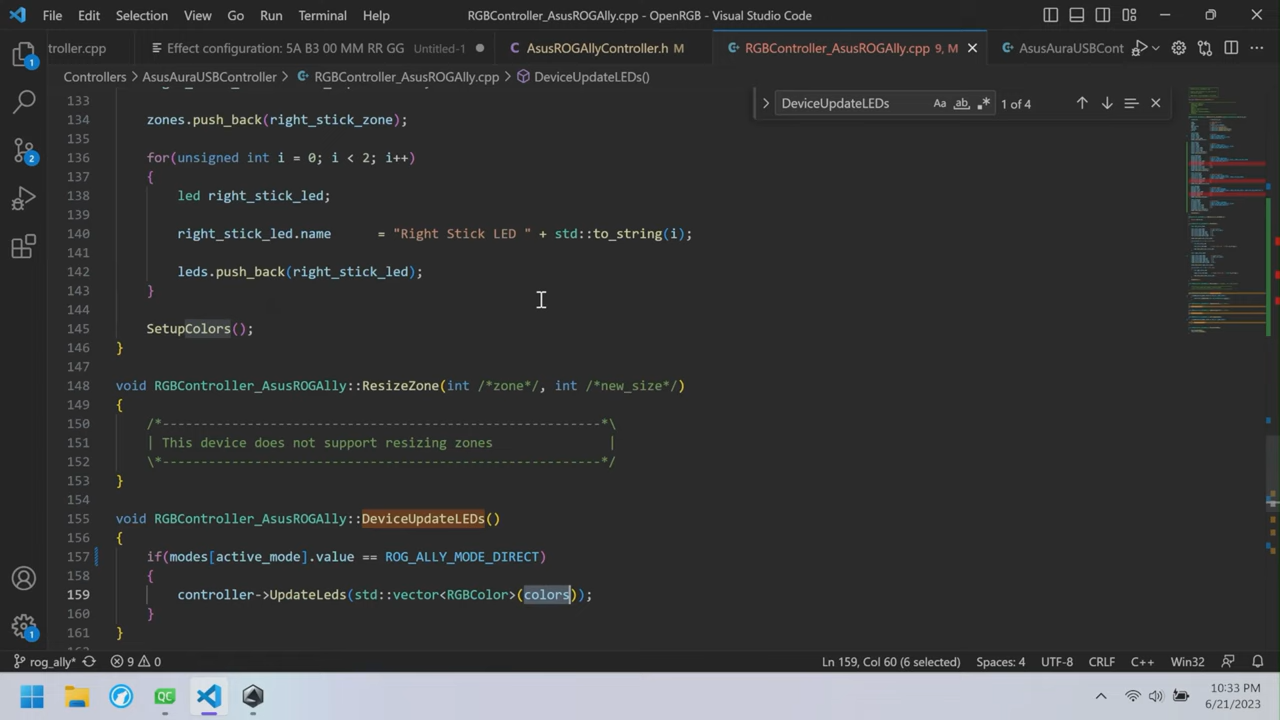 File Edit Selection View Go Run Terminal Help RGBController_AsusROGAlly.cpp - OpenRGB - Visual Studio Code
troller.cpp Effect configuration: 5A B3 00 MM RR GG Untitled-1 AsusROGAllyController.h M RGBController_AsusROGAlly.cpp 9, M AsusAuraUSBCont
Controllers > AsusAuraUSBController > RGBController_AsusROGAlly.cpp > DeviceUpdateLEDs()
DeviceUpdateLEDs Aa ab 1 of 4
133
134 zones.push_back(right_stick_zone);
135
136 for(unsigned int i = 0; i < 2; i++)
137 {
138 led right_stick_led;
139
140 right_stick_led.name = "Right Stick LED " + std::to_string(i);
141
142 leds.push_back(right_stick_led);
143 }
144
145 SetupColors();
146 }
147
148 void RGBController_AsusROGAlly::ResizeZone(int /*zone*/, int /*new_size*/)
149 {
150 /*---------------------------------------------------------*\
151 | This device does not support resizing zones |
152 \*---------------------------------------------------------*/
153 }
154
155 void RGBController_AsusROGAlly::DeviceUpdateLEDs()
156 {
157 if(modes[active_mode].value == ROG_ALLY_MODE_DIRECT)
158 {
159 controller->UpdateLeds(std::vector<RGBColor>(colors));
160 }
161 }
1
2
1
rog_ally* 9 0 Ln 159, Col 60 (6 selected) Spaces: 4 UTF-8 CRLF C++ Win32
QC
10:33 PM
6/21/2023